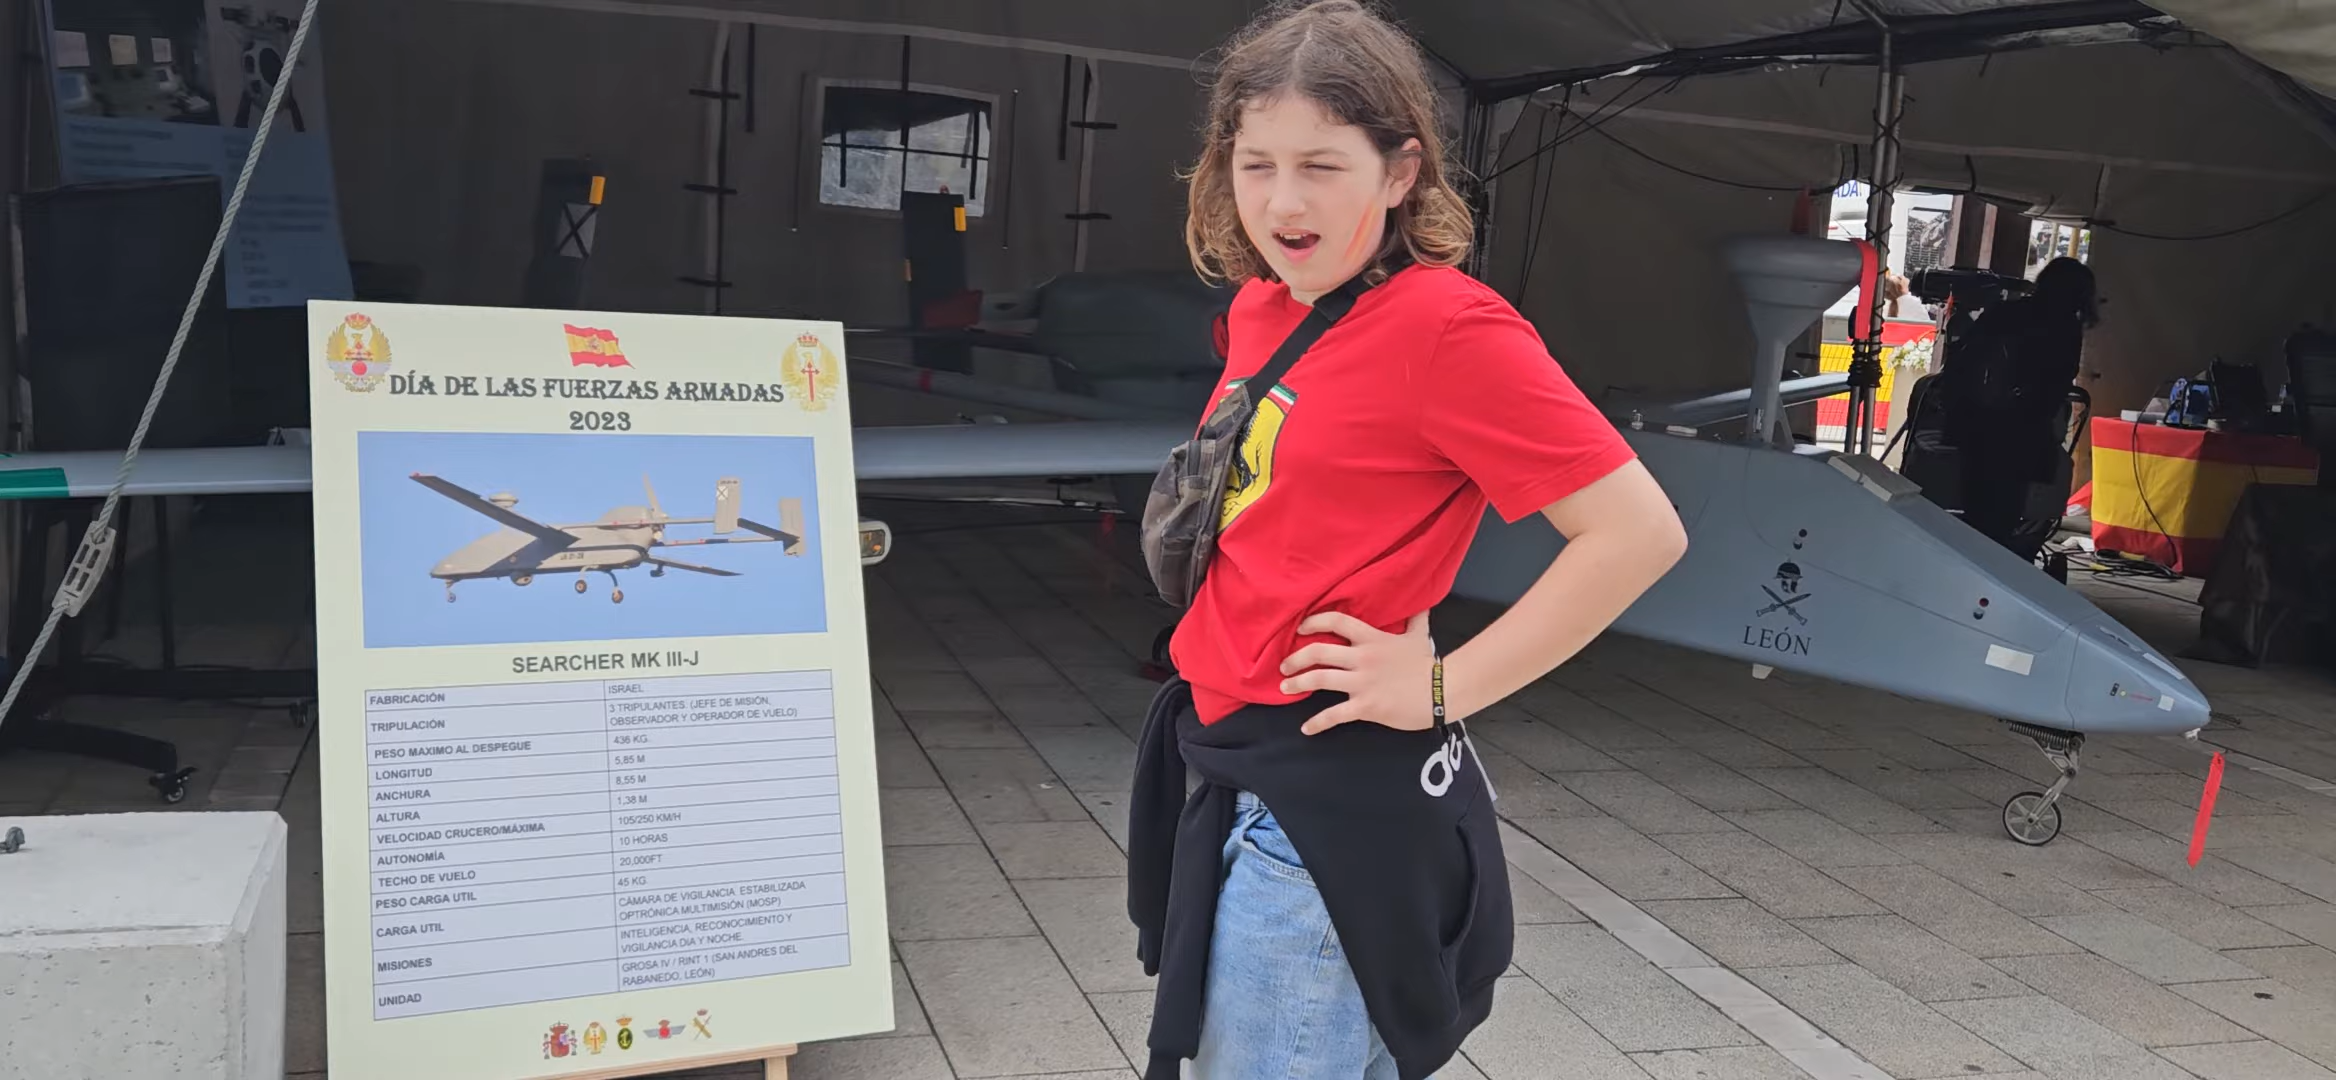 DÍA DE LAS FUERZAS ARMADAS
2023
SEARCHER MK III-J
FABRICACIÓN
ISRAEL
TRIPULACIÓN
3 TRIPULANTES. (JEFE DE MISIÓN,
OBSERVADOR Y OPERADOR DE VUELO)
PESO MAXIMO AL DESPEGUE
436 KG.
LONGITUD
5,85 M
ANCHURA
8,55 M
ALTURA
1,38 M
VELOCIDAD CRUCERO/MÁXIMA
105/250 KM/H
AUTONOMÍA
10 HORAS
TECHO DE VUELO
20,000FT
PESO CARGA UTIL
45 KG
CARGA UTIL
CÁMARA DE VIGILANCIA ESTABILIZADA
OPTRÓNICA MULTIMISIÓN (MOSP)
MISIONES
INTELIGENCIA, RECONOCIMIENTO Y
VIGILANCIA DIA Y NOCHE.
UNIDAD
GROSA IV / RINT 1 (SAN ANDRES DEL
RABANEDO, LEÓN)
LEÓN